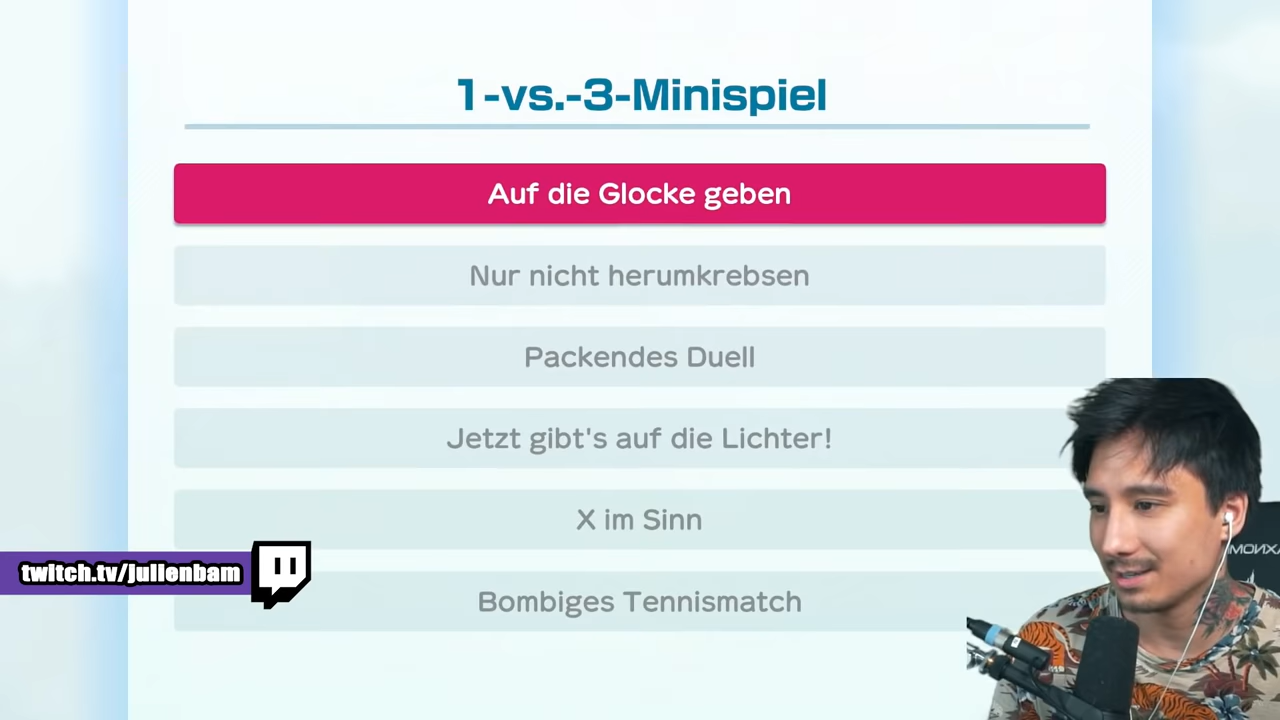 1-vs.-3-Minispiel
Auf die Glocke geben
Nur nicht herumkrebsen
Packendes Duell
Jetzt gibt's auf die Lichter!
X im Sinn
Bombiges Tennismatch
twitch.tv/julienbam